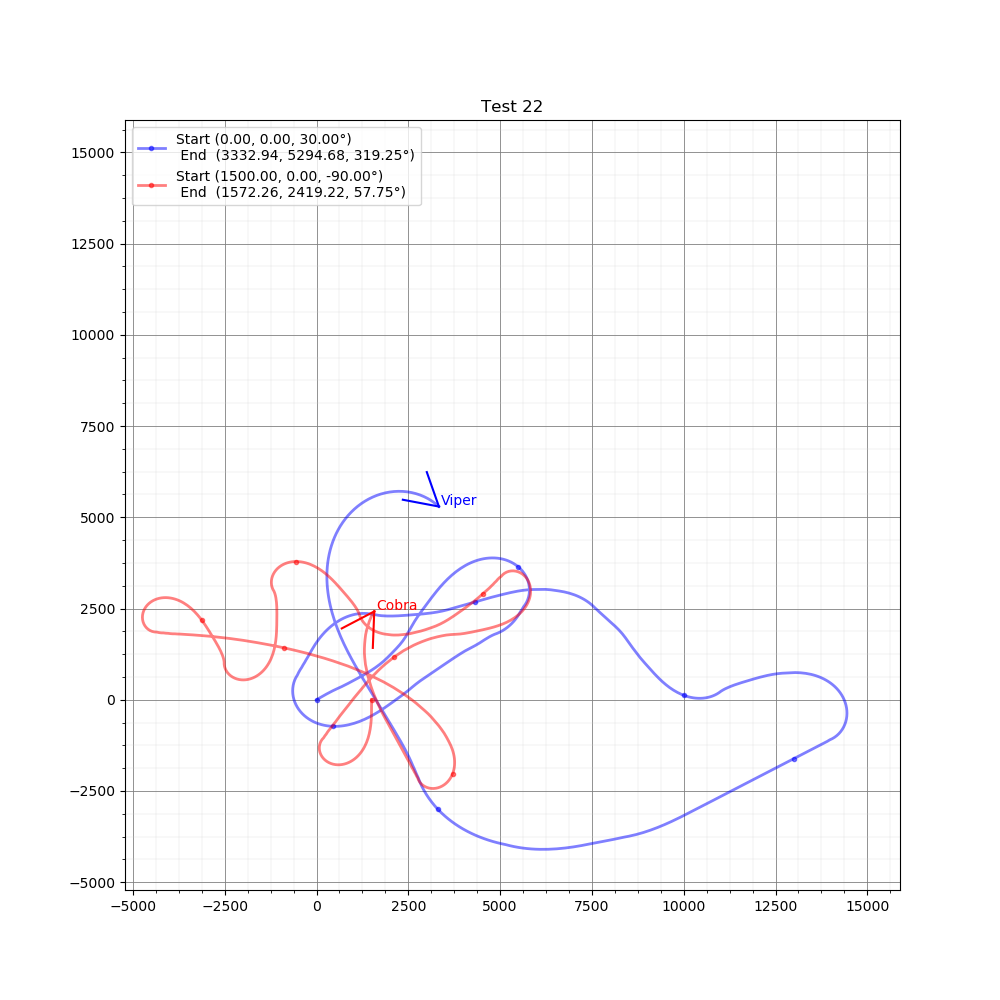 Test 22
Start (0.00, 0.00, 30.00°)
End  (3332.94, 5294.68, 319.25°)
Start (1500.00, 0.00, -90.00°)
End  (1572.26, 2419.22, 57.75°)
15000
12500
10000
7500
5000
2500
0
−2500
−5000
Viper
Cobra
−5000 −2500 0 2500 5000 7500 10000 12500 15000